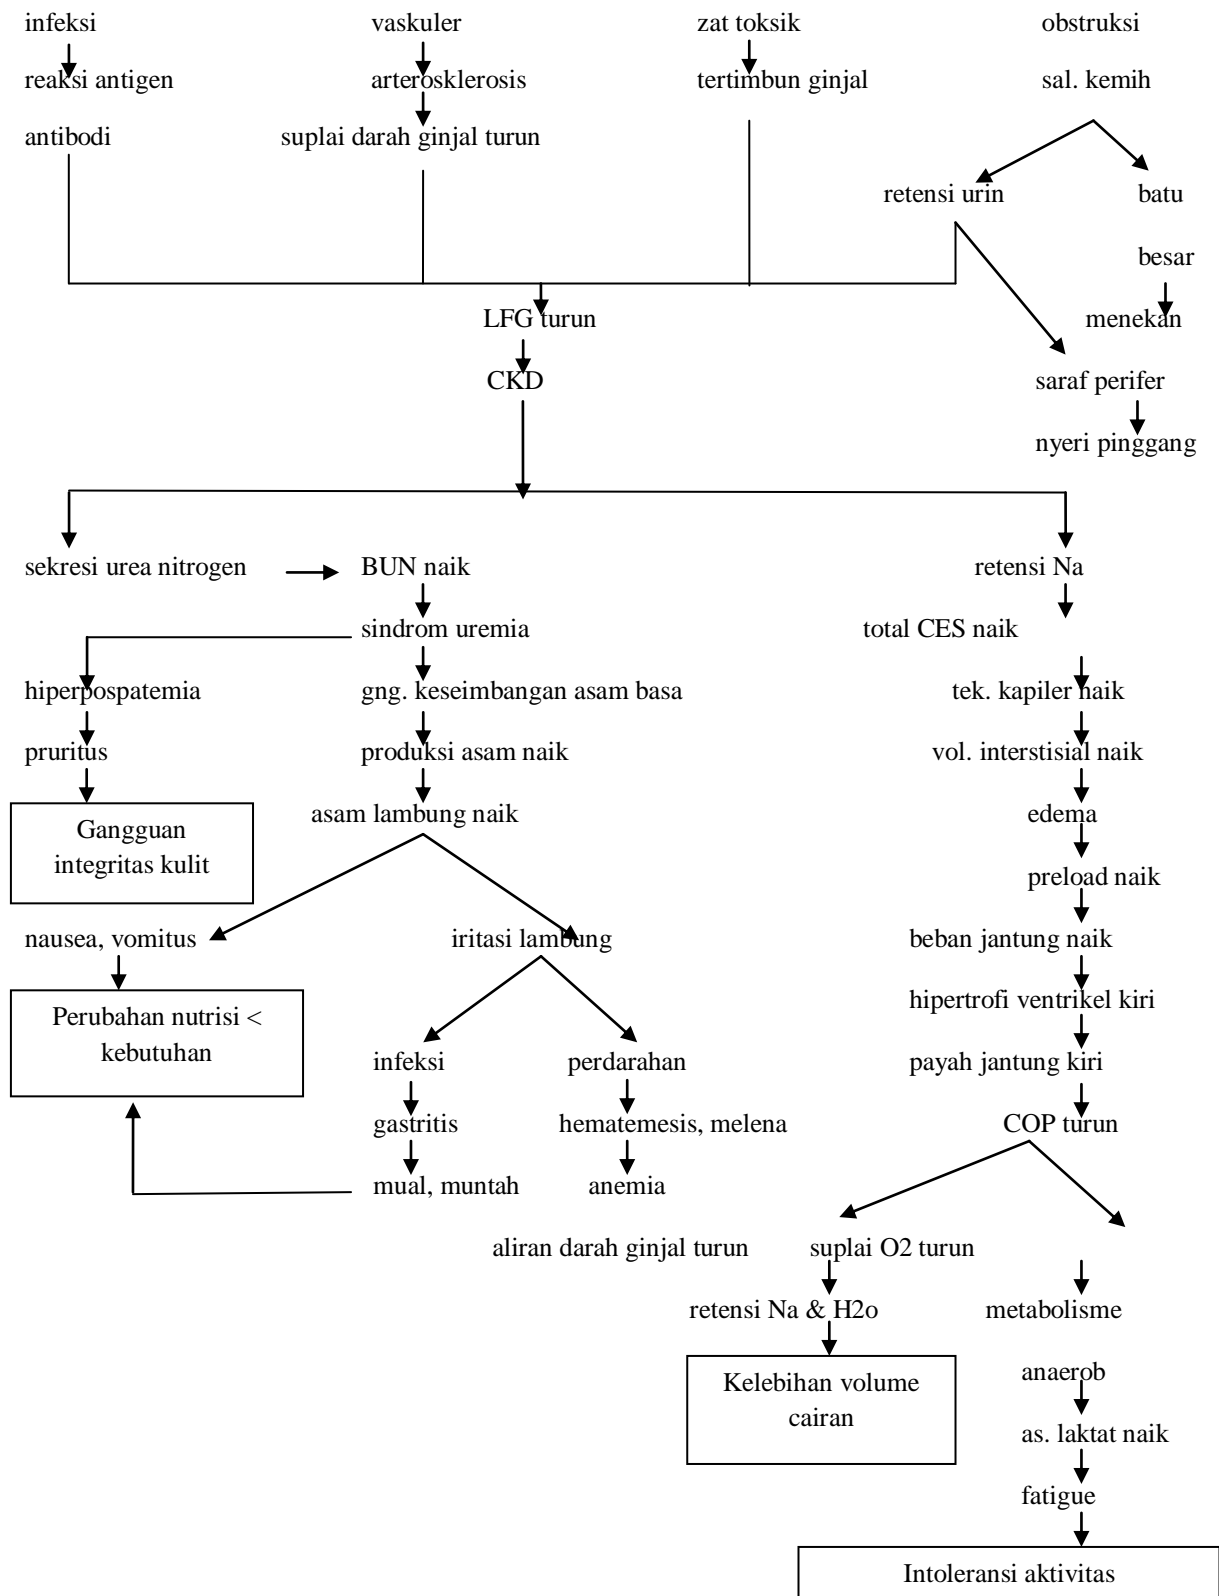 infeksi
vaskuler
zat toksik
obstruksi
reaksi antigen
arterosklerosis
tertimbun ginjal
sal. kemih
antibodi
suplai darah ginjal turun
retensi urin
batu
besar
LFG turun
menekan
CKD
saraf perifer
nyeri pinggang
sekresi urea nitrogen
BUN naik
retensi Na
sindrom uremia
total CES naik
hiperpospatemia
gng. keseimbangan asam basa
tek. kapiler naik
pruritus
produksi asam naik
vol. interstisial naik
Gangguan
integritas kulit
asam lambung naik
edema
preload naik
nausea, vomitus
iritasi lambung
beban jantung naik
Perubahan nutrisi <
kebutuhan
hipertrofi ventrikel kiri
infeksi
perdarahan
payah jantung kiri
gastritis
hematemesis, melena
COP turun
mual, muntah
anemia
aliran darah ginjal turun
suplai O2 turun
retensi Na & H2o
metabolisme
Kelebihan volume
cairan
anaerob
as. laktat naik
fatigue
Intoleransi aktivitas